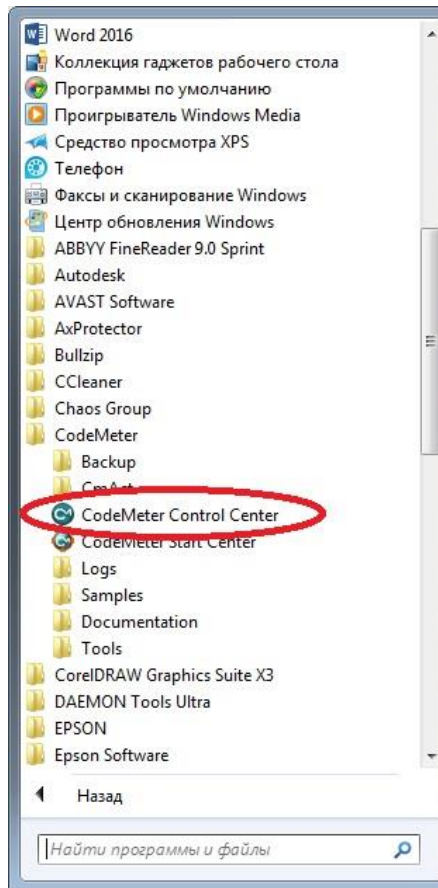 Word 2016
Коллекция гаджетов рабочего стола
Программы по умолчанию
Проигрыватель Windows Media
Средство просмотра XPS
Телефон
Факсы и сканирование Windows
Центр обновления Windows
ABBYY FineReader 9.0 Sprint
Autodesk
AVAST Software
AxProtector
Bullzip
CCleaner
Chaos Group
CodeMeter
Backup
CmAct
CodeMeter Control Center
CodeMeter Start Center
Logs
Samples
Documentation
Tools
CorelDRAW Graphics Suite X3
DAEMON Tools Ultra
EPSON
Epson Software
Назад
Найти программы и файлы